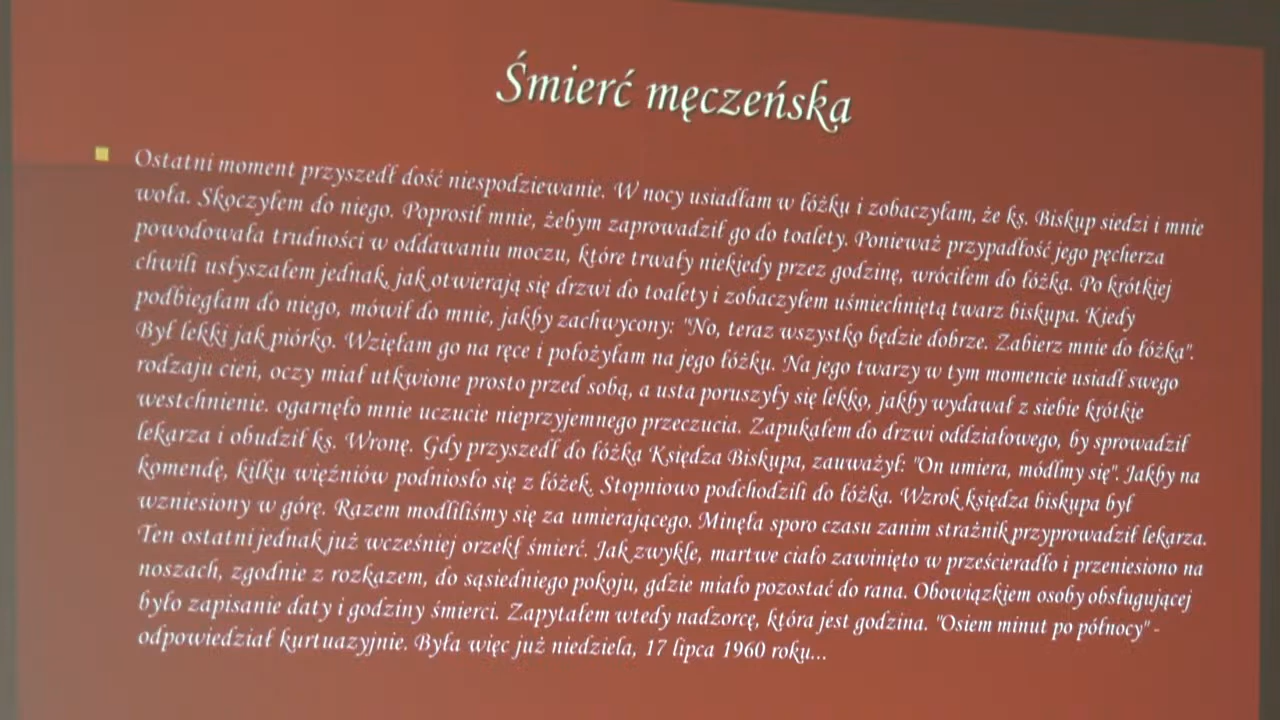 Śmierć męczeńska
Ostatni moment przyszedł dość niespodziewanie. W nocy usiadłam w łóżku i zobaczyłam, że ks. Biskup siedzi i mnie
woła. Skoczyłem do niego. Poprosił mnie, żebym zaprowadził go do toalety. Ponieważ przypadłość jego pęcherza
powodowała trudności w oddawaniu moczu, które trwały niekiedy przez godzinę, wróciłem do łóżka. Po krótkiej
chwili usłyszałem jednak, jak otwierają się drzwi do toalety i zobaczyłem uśmiechniętą twarz biskupa. Kiedy
podbiegłam do niego, mówił do mnie, jakby zachwycony: "No, teraz wszystko będzie dobrze. Zabierz mnie do łóżka".
Był lekki jak piórko. Wzięłam go na ręce i położyłam na jego łóżku. Na jego twarzy w tym momencie usiadł swego
rodzaju cień, oczy miał utkwione prosto przed sobą, a usta poruszyły się lekko, jakby wydawał z siebie krótkie
westchnienie. ogarnęło mnie uczucie nieprzyjemnego przeczucia. Zapukałem do drzwi oddziałowego, by sprowadził
lekarza i obudził ks. Wronę. Gdy przyszedł do łóżka Księdza Biskupa, zauważył: "On umiera, módlmy się". Jakby na
komendę, kilku więźniów podniosło się z łóżek. Stopniowo podchodzili do łóżka. Wzrok księdza biskupa był
wzniesiony w górę. Razem modliliśmy się za umierającego. Minęła sporo czasu zanim strażnik przyprowadził lekarza.
Ten ostatni jednak już wcześniej orzekł śmierć. Jak zwykle, martwe ciało zawinięto w prześcieradło i przeniesiono na
noszach, zgodnie z rozkazem, do sąsiedniego pokoju, gdzie miało pozostać do rana. Obowiązkiem osoby obsługującej
było zapisanie daty i godziny śmierci. Zapytałem wtedy nadzorcę, która jest godzina. "Osiem minut po północy" -
odpowiedział kurtuazyjnie. Była więc już niedziela, 17 lipca 1960 roku...